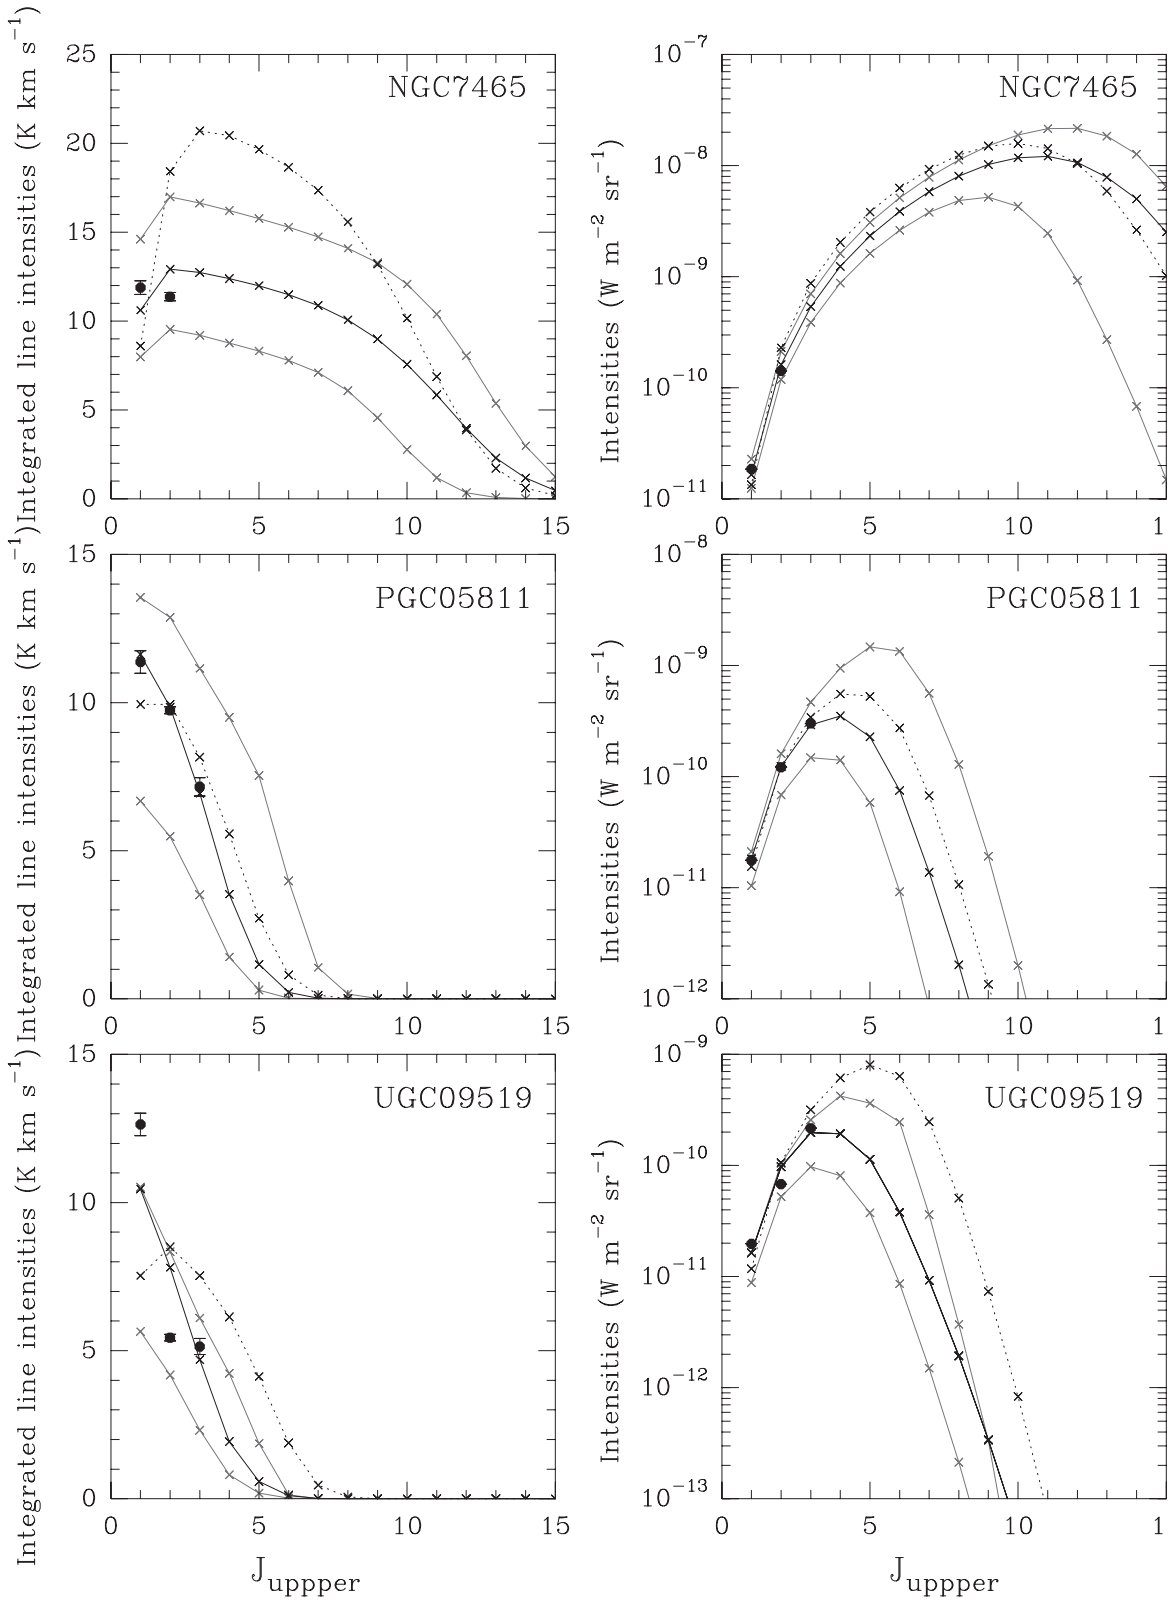 Integrated line intensities (K km s⁻¹)
NGC7465
25
20
15
10
5
0
0 5 10 15
Intensities (W m⁻² sr⁻¹)
NGC7465
10⁻⁷
10⁻⁸
10⁻⁹
10⁻¹⁰
10⁻¹¹
0 5 10 1
Integrated line intensities (K km s⁻¹)
PGC05811
15
10
5
0
0 5 10 15
Intensities (W m⁻² sr⁻¹)
PGC05811
10⁻⁸
10⁻⁹
10⁻¹⁰
10⁻¹¹
10⁻¹²
0 5 10 1
Integrated line intensities (K km s⁻¹)
UGC09519
15
10
5
0
0 5 10 15
J_uppper
Intensities (W m⁻² sr⁻¹)
UGC09519
10⁻⁹
10⁻¹⁰
10⁻¹¹
10⁻¹²
10⁻¹³
0 5 10 1
J_uppper